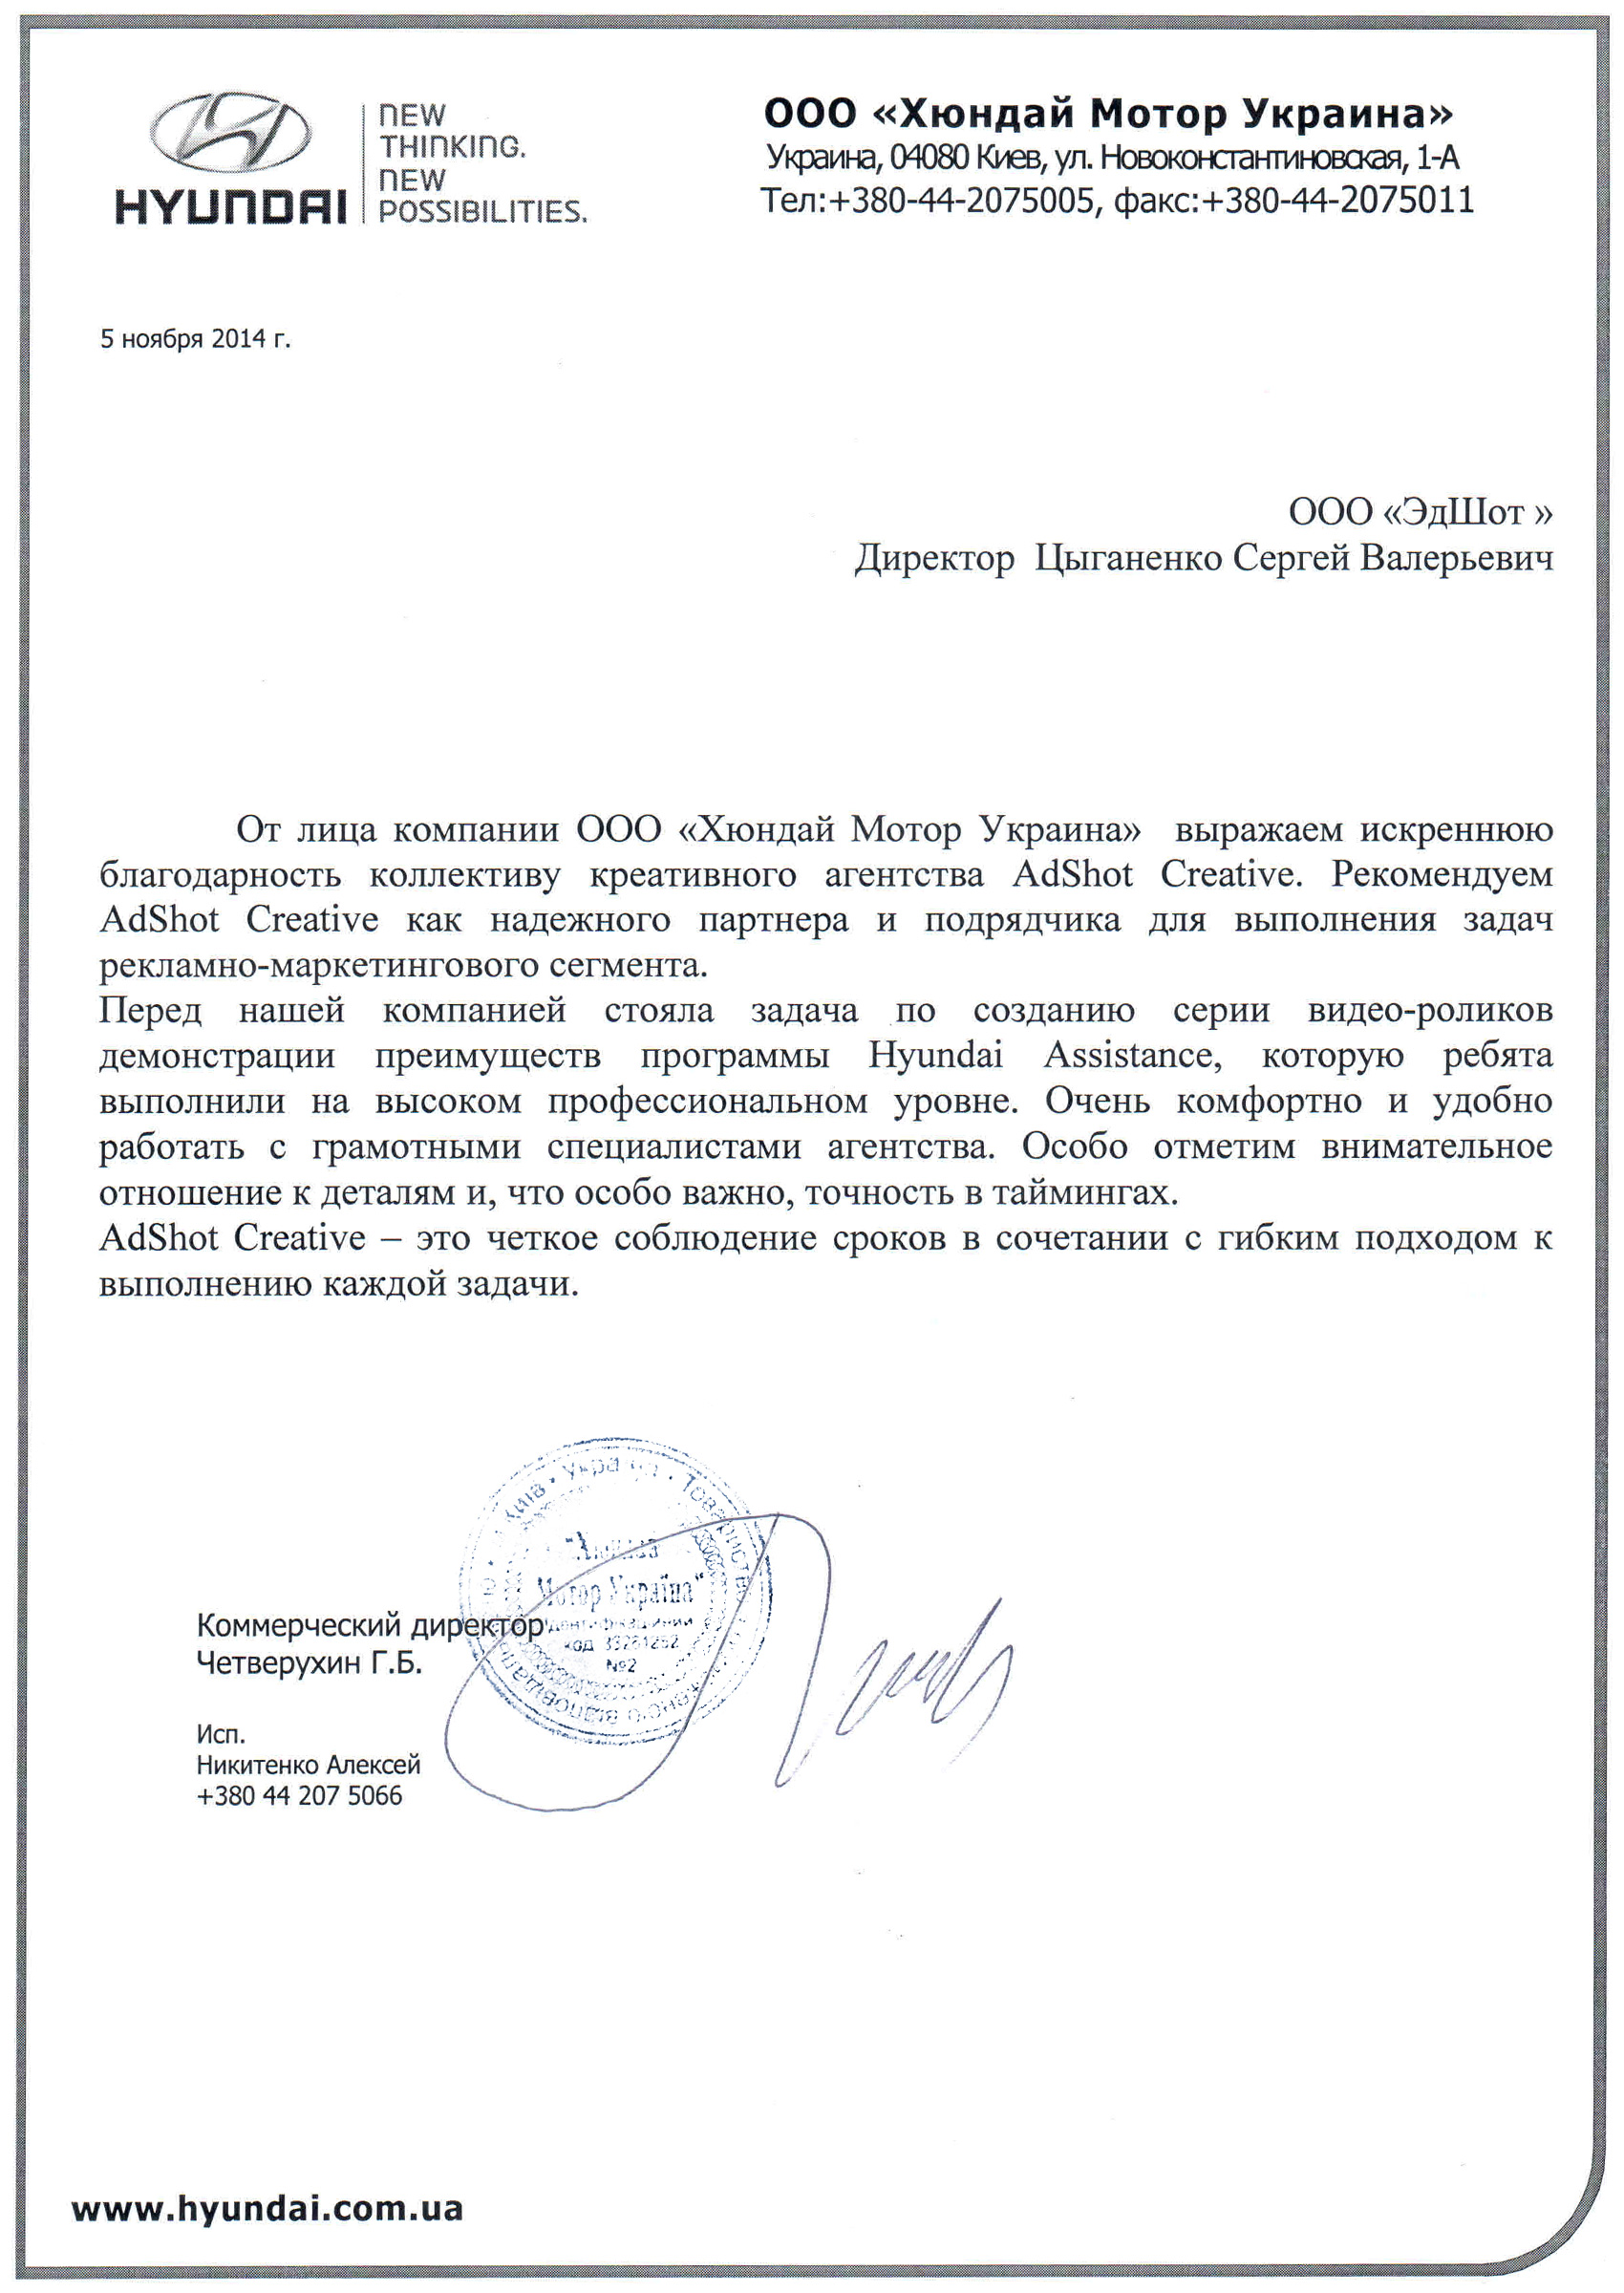 HYUNDAI
NEW
THINKING.
NEW
POSSIBILITIES.
ООО «Хюндай Мотор Украина»
Украина, 04080 Киев, ул. Новоконстантиновская, 1-А
Тел:+380-44-2075005, факс:+380-44-2075011
5 ноября 2014 г.
ООО «ЭдШот »
Директор Цыганенко Сергей Валерьевич
От лица компании ООО «Хюндай Мотор Украина» выражаем искреннюю
благодарность коллективу креативного агентства AdShot Creative. Рекомендуем
AdShot Creative как надежного партнера и подрядчика для выполнения задач
рекламно-маркетингового сегмента.
Перед нашей компанией стояла задача по созданию серии видео-роликов
демонстрации преимуществ программы Hyundai Assistance, которую ребята
выполнили на высоком профессиональном уровне. Очень комфортно и удобно
работать с грамотными специалистами агентства. Особо отметим внимательное
отношение к деталям и, что особо важно, точность в таймингах.
AdShot Creative – это четкое соблюдение сроков в сочетании с гибким подходом к
выполнению каждой задачи.
Київ • Україна • Товариство
Мотор Україна"
код 33261252
№2
Коммерческий директор
Четверухин Г.Б.
Исп.
Никитенко Алексей
+380 44 207 5066
www.hyundai.com.ua